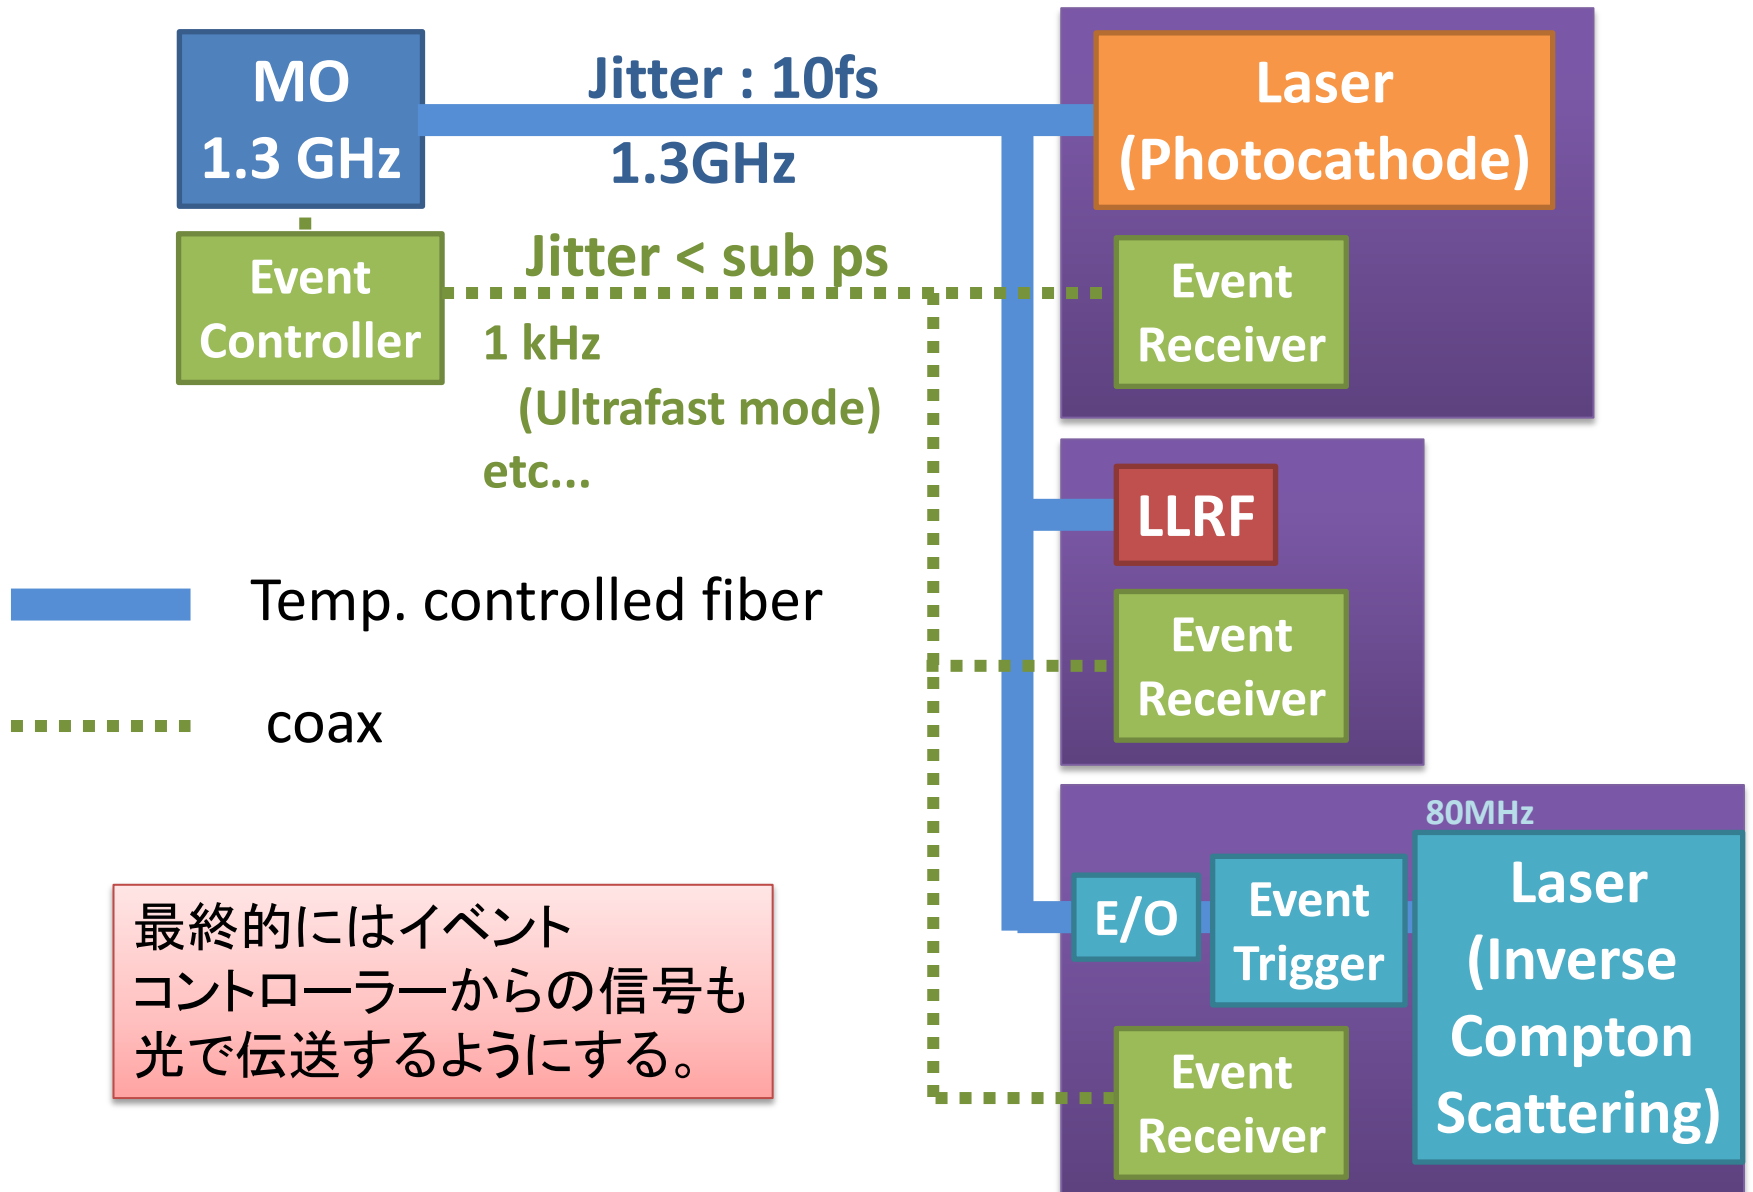 MO
1.3 GHz
Jitter : 10fs
1.3GHz
Laser
(Photocathode)
Event
Controller
Jitter < sub ps
1 kHz
(Ultrafast mode)
etc...
Event
Receiver
LLRF
Event
Receiver
Temp. controlled fiber
coax
80MHz
E/O
Event
Trigger
Laser
(Inverse
Compton
Scattering)
Event
Receiver
最終的にはイベント
コントローラーからの信号も
光で伝送するようにする。